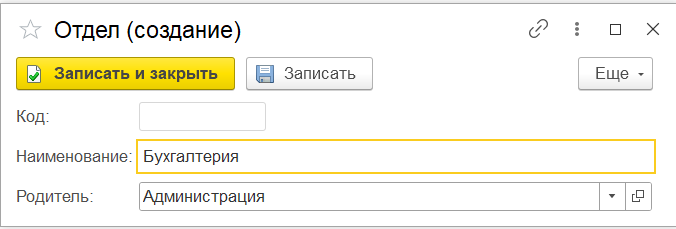 Отдел (создание)
Записать и закрыть Записать Еще
Код:
Наименование: Бухгалтерия
Родитель: Администрация